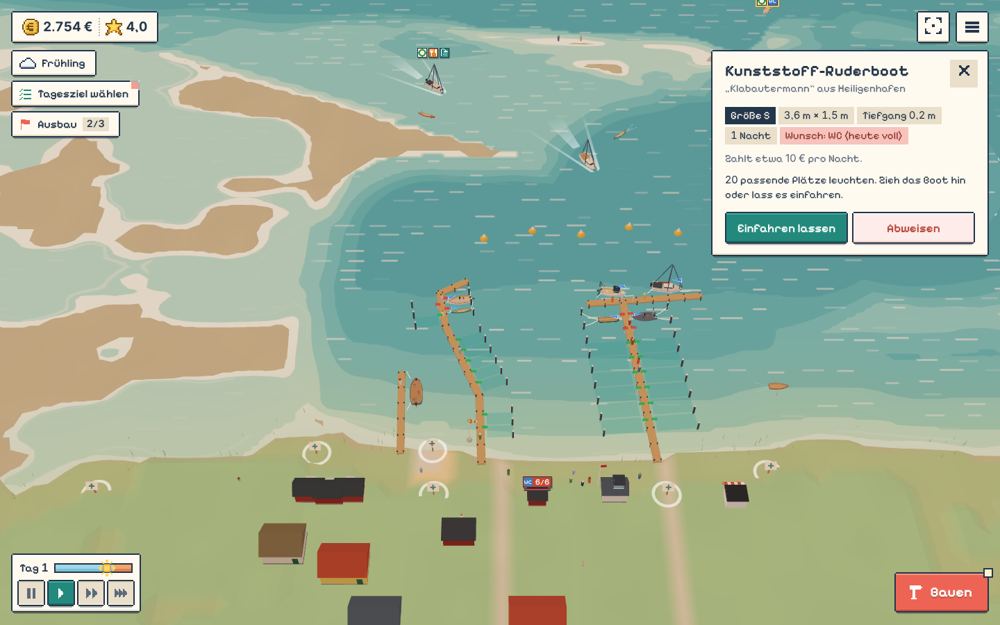 2.754 € 4,0
Frühling
Tagesziel wählen
Ausbau 2/3
Kunststoff-Ruderboot
„Klabautermann" aus Heiligenhafen
Größe S 3,6 m × 1,5 m Tiefgang 0,2 m
1 Nacht Wunsch: WC (heute voll)
Zahlt etwa 10 € pro Nacht.
20 passende Plätze leuchten. Zieh das Boot hin
oder lass es einfahren.
Einfahren lassen Abweisen
WC 6/6
Tag 1
Bauen